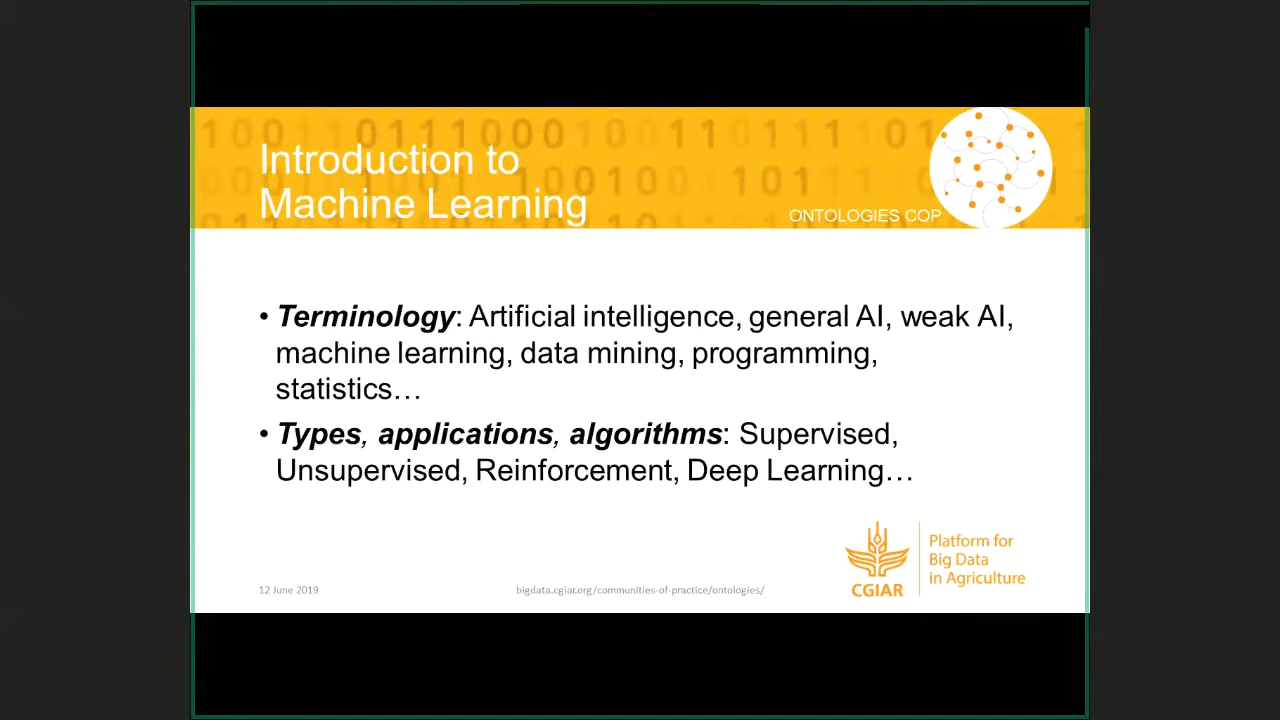 Introduction to
Machine Learning
ONTOLOGIES COP
• Terminology: Artificial intelligence, general AI, weak AI,
machine learning, data mining, programming,
statistics…
• Types, applications, algorithms: Supervised,
Unsupervised, Reinforcement, Deep Learning…
CGIAR
Platform for
Big Data
in Agriculture
12 June 2019
bigdata.cgiar.org/communities-of-practice/ontologies/